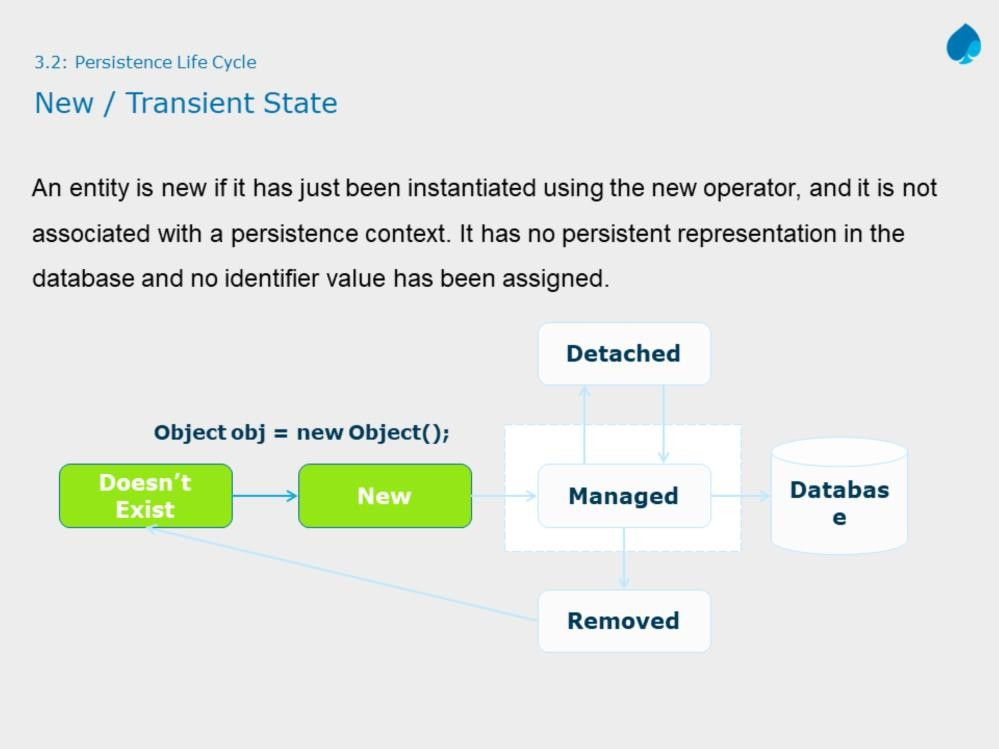 3.2: Persistence Life Cycle
New / Transient State
An entity is new if it has just been instantiated using the new operator, and it is not
associated with a persistence context. It has no persistent representation in the
database and no identifier value has been assigned.
Detached
Object obj = new Object();
Doesn’t
Exist
New
Managed
Databas
e
Removed